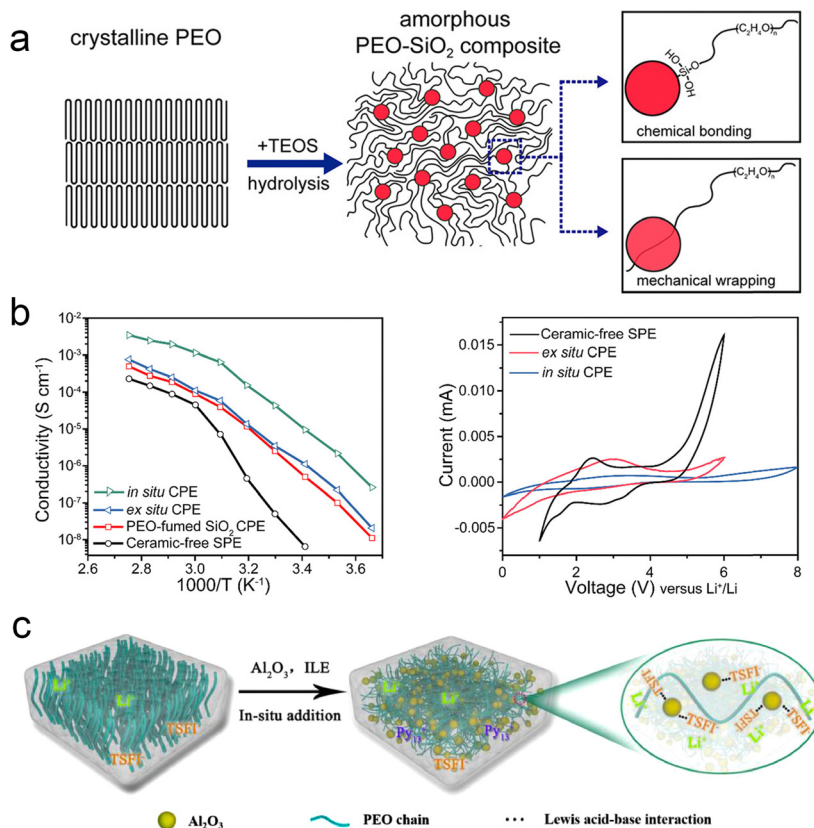 a
crystalline PEO
+TEOS
hydrolysis
amorphous
PEO-SiO2 composite
HO
Si
O
OH
(C2H4O)n
chemical bonding
(C2H4O)n
mechanical wrapping
b
Conductivity (S cm-1)
10-2
10-3
10-4
10-5
10-6
10-7
10-8
in situ CPE
ex situ CPE
PEO-fumed SiO2 CPE
Ceramic-free SPE
2.6 2.8 3.0 3.2 3.4 3.6
1000/T (K-1)
Current (mA)
0.015
0.010
0.005
0.000
-0.005
Ceramic-free SPE
ex situ CPE
in situ CPE
0 2 4 6 8
Voltage (V) versus Li+/Li
c
Li+
Li+
TSFI-
TSFI-
Al2O3, ILE
In-situ addition
Li+
Li+
Py13+
Py13+
TSFI-
TSFI-
TSFI-
Li+
Li+
TSFI-
TSFI-
TSFI-
Li+
Li+
Li+
Al2O3
PEO chain
Lewis acid-base interaction